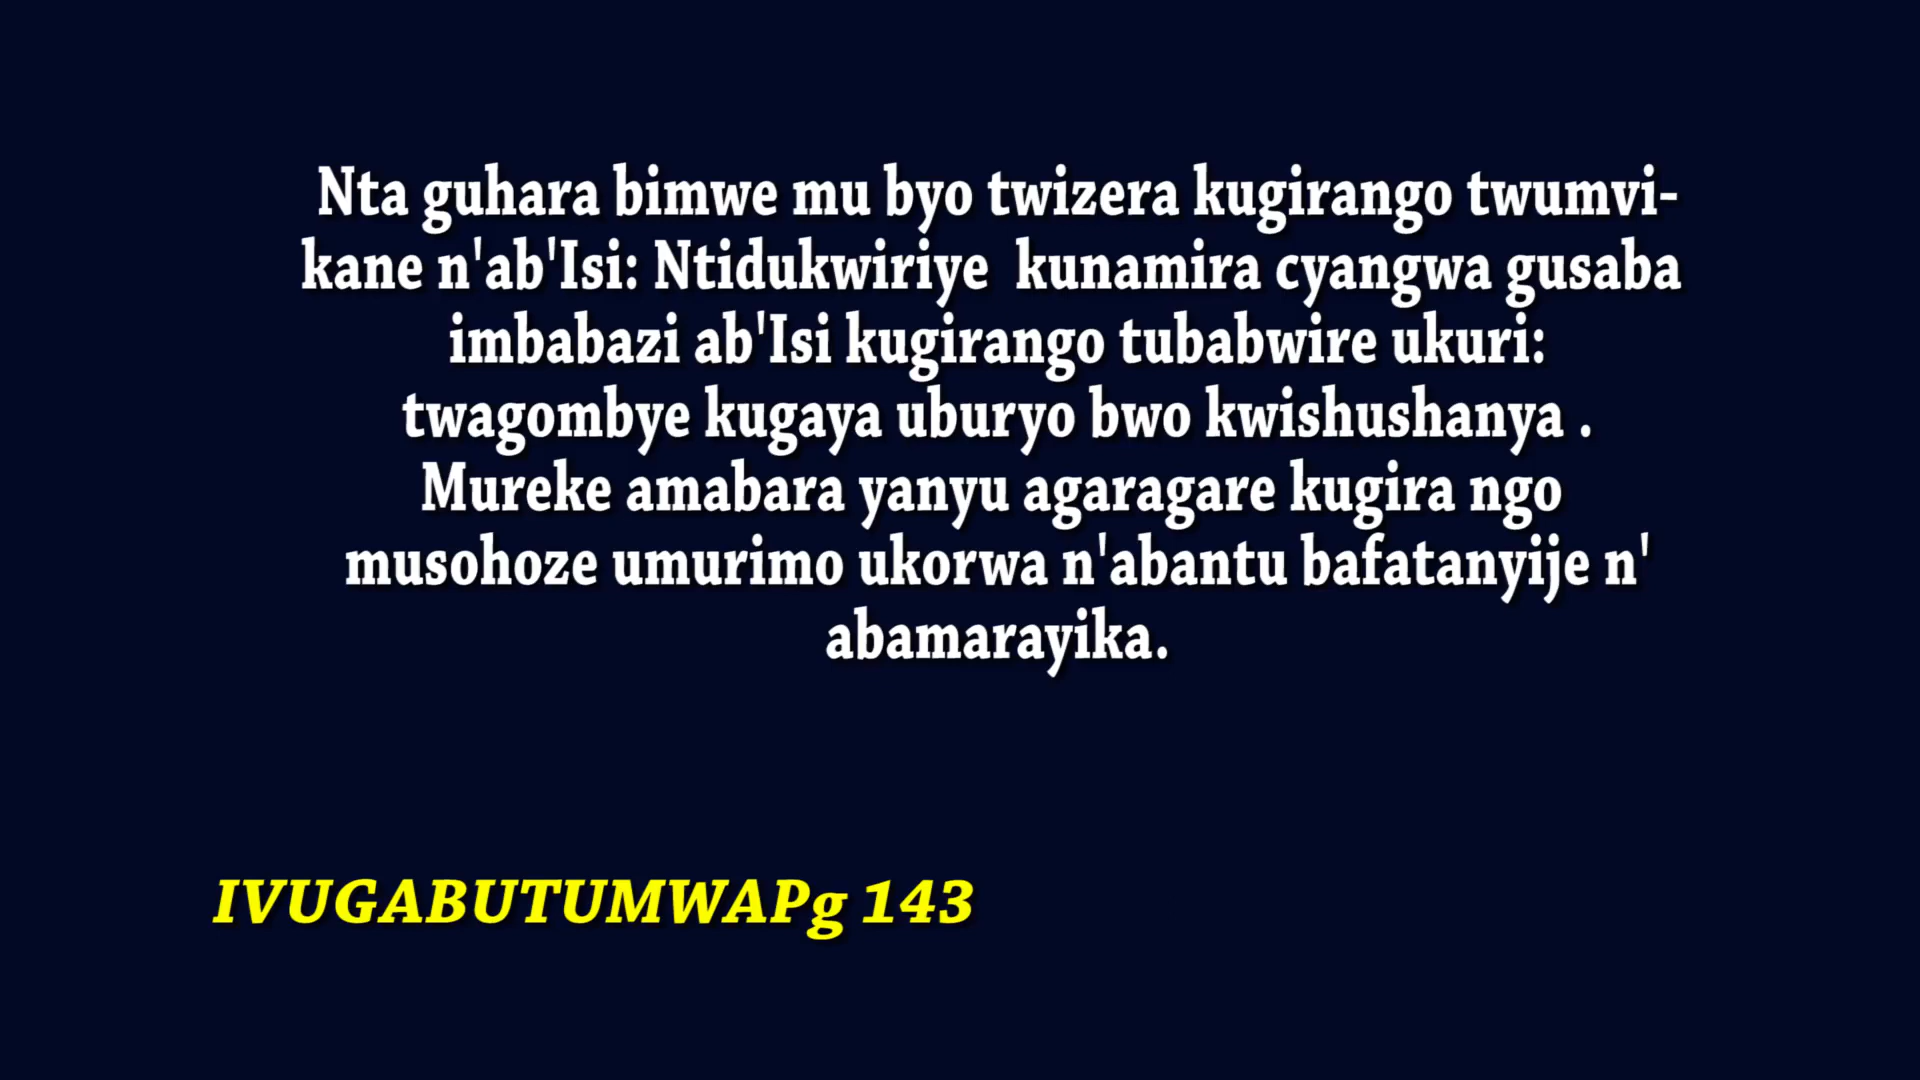 Nta guhara bimwe mu byo twizera kugirango twumvi-
kane n'ab'Isi: Ntidukwiriye  kunamira cyangwa gusaba
imbabazi ab'Isi kugirango tubabwire ukuri:
twagombye kugaya uburyo bwo kwishushanya .
Mureke amabara yanyu agaragare kugira ngo
musohoze umurimo ukorwa n'abantu bafatanyije n'
abamarayika.
IVUGABUTUMWAPg 143